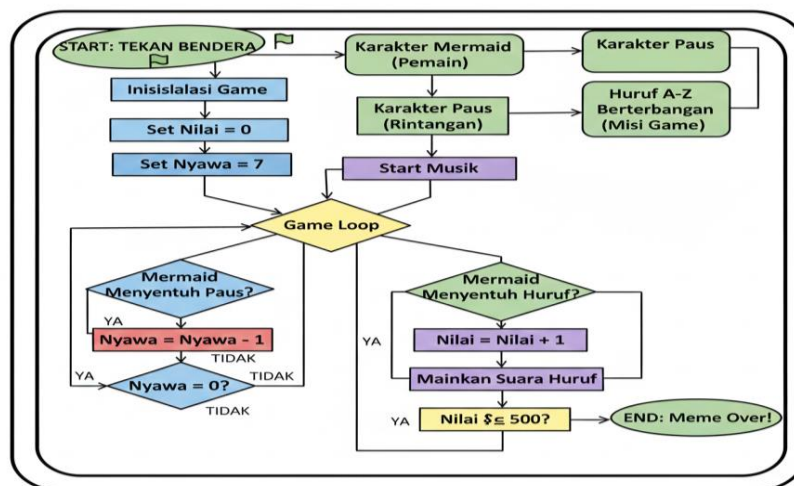 START: TEKAN BENDERA
Karakter Mermaid
(Pemain)
Karakter Paus
Inisislalasi Game
Karakter Paus
(Rintangan)
Huruf A-Z
Berterbangan
(Misi Game)
Set Nilai = 0
Set Nyawa = 7
Start Musik
Game Loop
Mermaid
Menyentuh Paus?
Mermaid
Menyentuh Huruf?
YA
Nyawa = Nyawa - 1
TIDAK
YA
Nilai = Nilai + 1
YA
Nyawa = 0?
TIDAK
TIDAK
Mainkan Suara Huruf
YA
Nilai $≤ 500?
END: Meme Over!